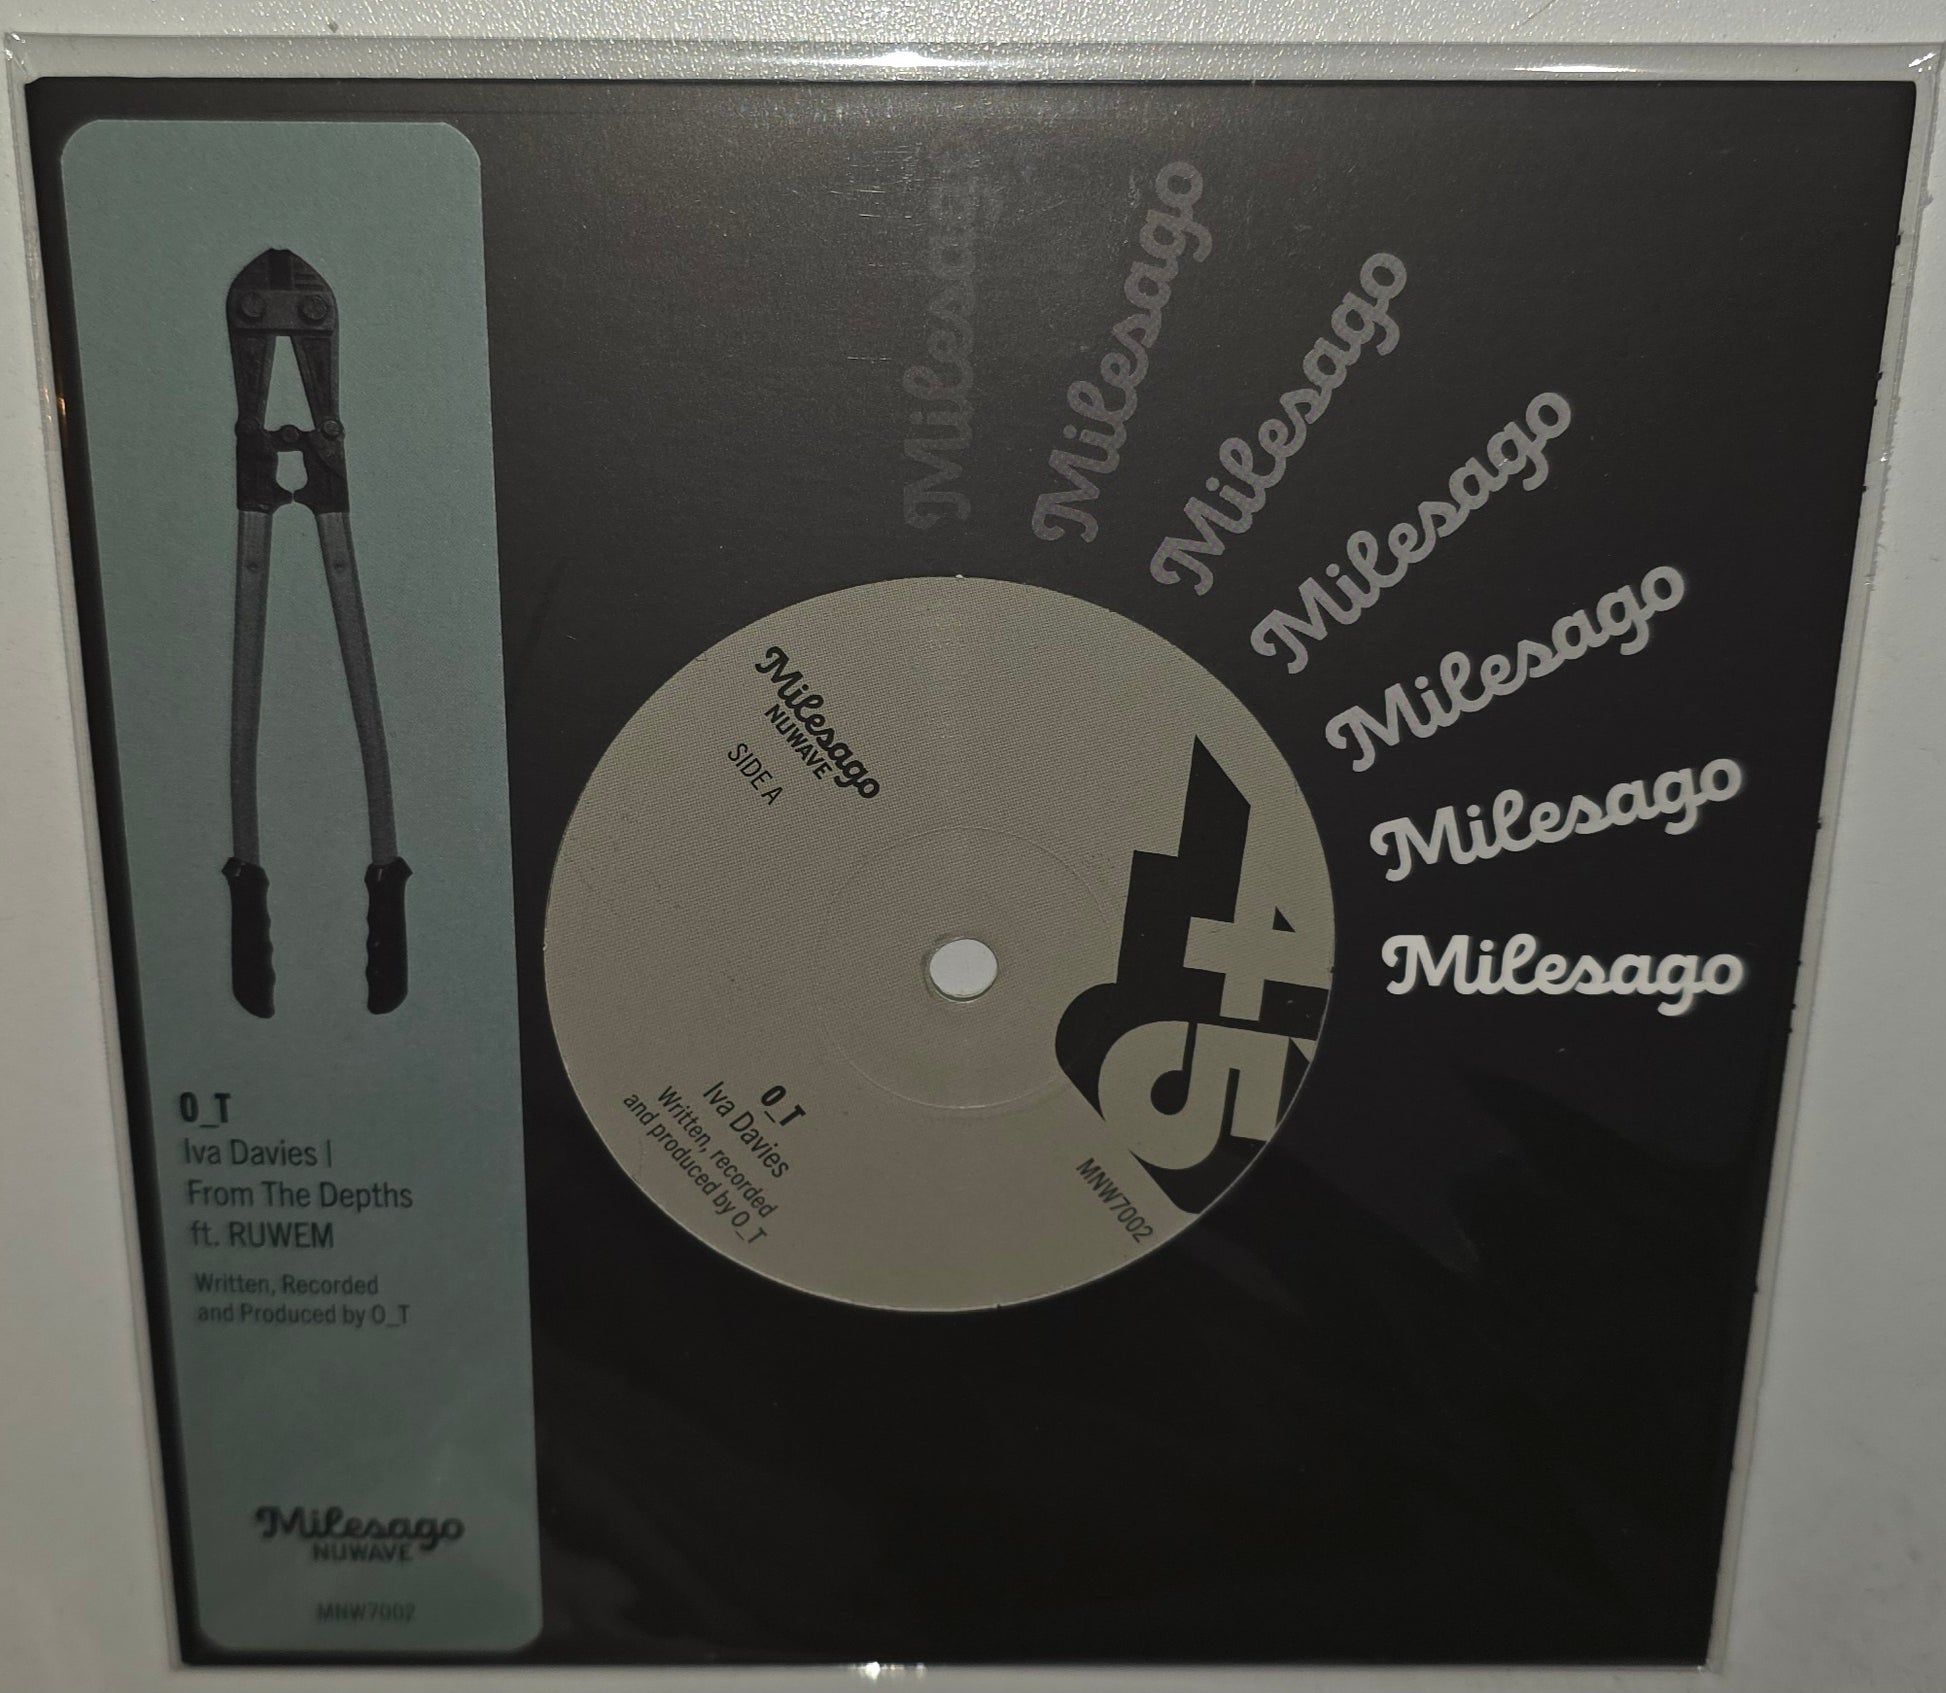 O_T
Iva Davies |
From The Depths
ft. RUWEM
Written, Recorded
and Produced by O_T
Milesago
NUWAVE
MNW7002
Milesago
Milesago
Milesago
Milesago
Milesago
Milesago
Milesago
Milesago
NUWAVE
SIDE A
45
O_T
Iva Davies
Written, recorded
and produced by O_T
MNW7002